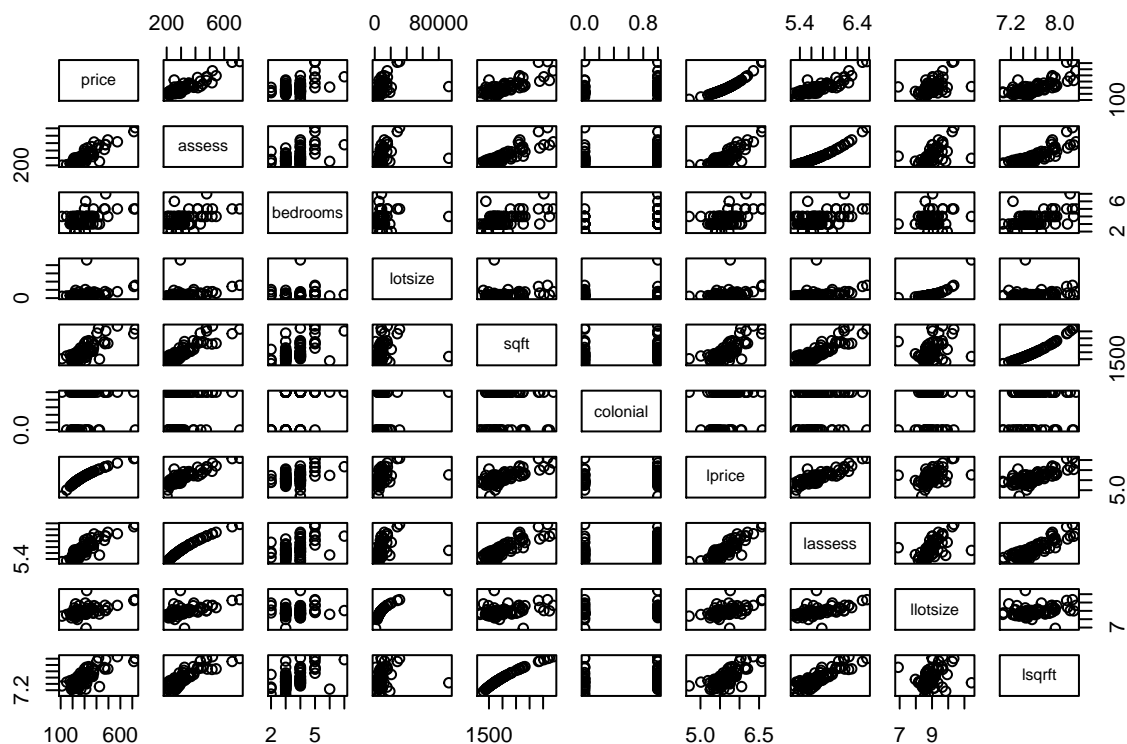 200 600
0 80000
0.0 0.8
5.4 6.4
7.2 8.0
price
100
200
assess
bedrooms
2 6
0
lotsize
sqft
1500
0.0
colonial
lprice
5.0
5.4
lassess
llotsize
7
7.2
lsqrft
100 600
2 5
1500
5.0 6.5
7 9